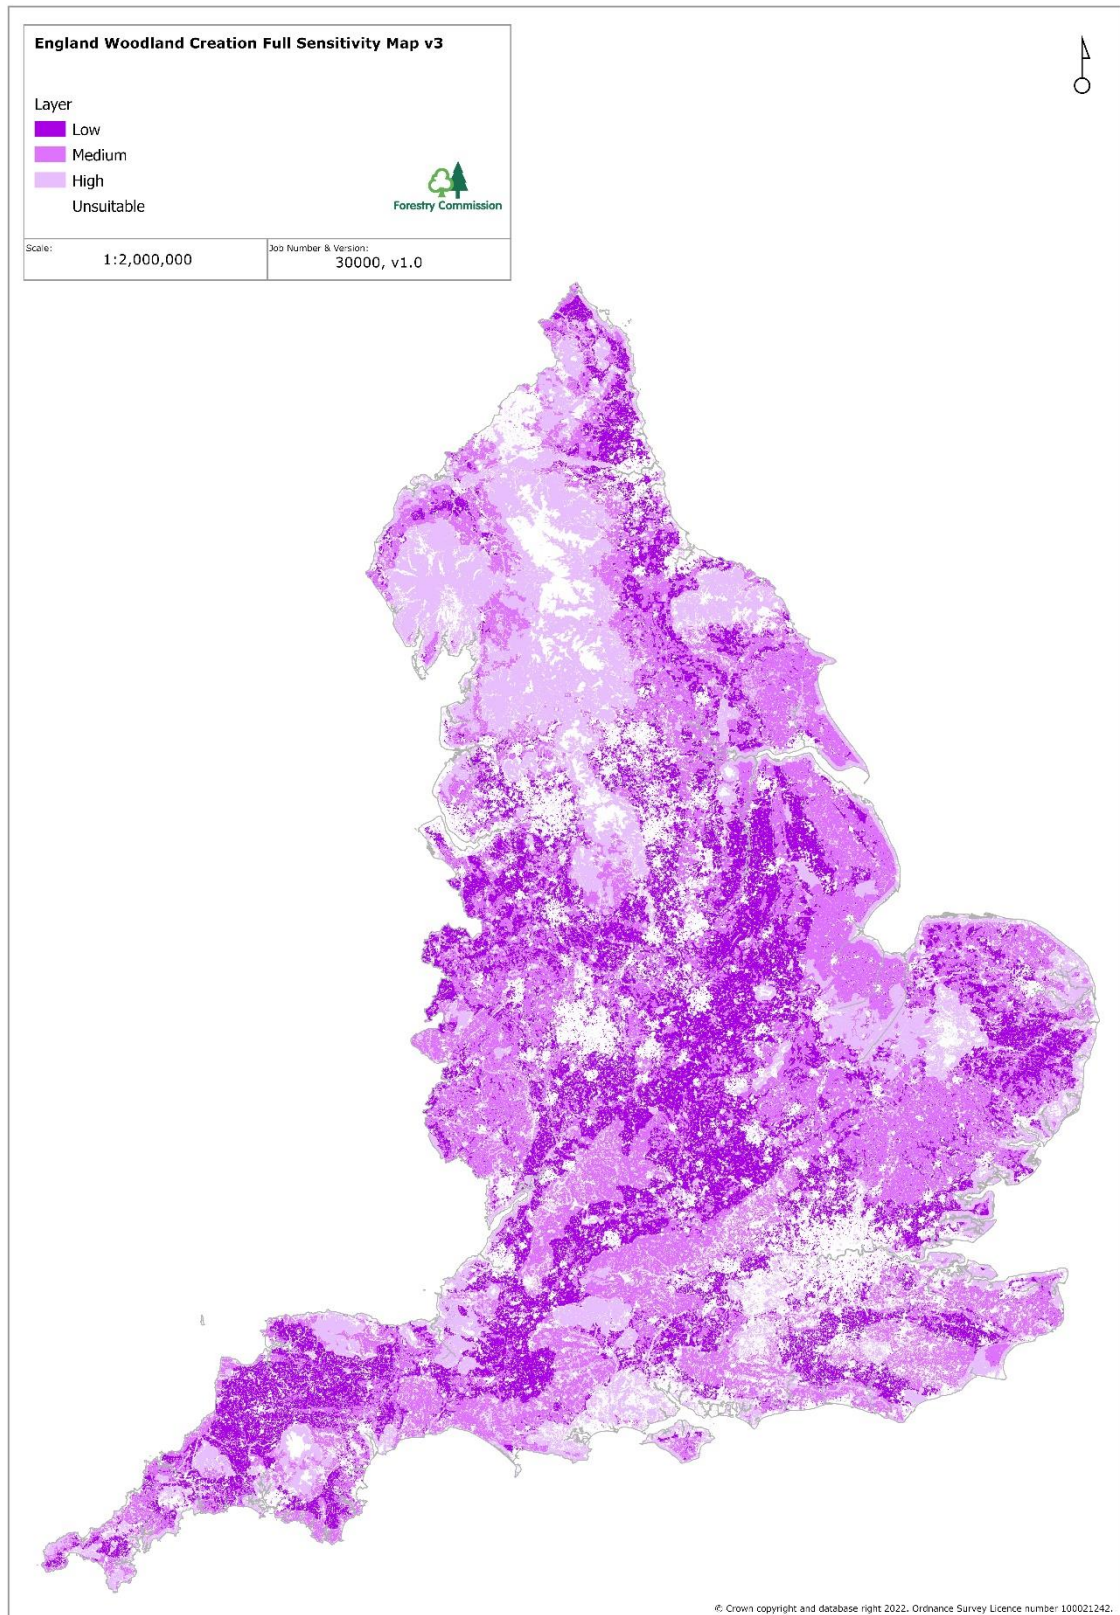 England Woodland Creation Full Sensitivity Map v3
Layer
Low
Medium
High
Unsuitable
Forestry Commission
Scale:
1:2,000,000
Job Number & Version:
30000, v1.0
© Crown copyright and database right 2022. Ordnance Survey Licence number 100021242.